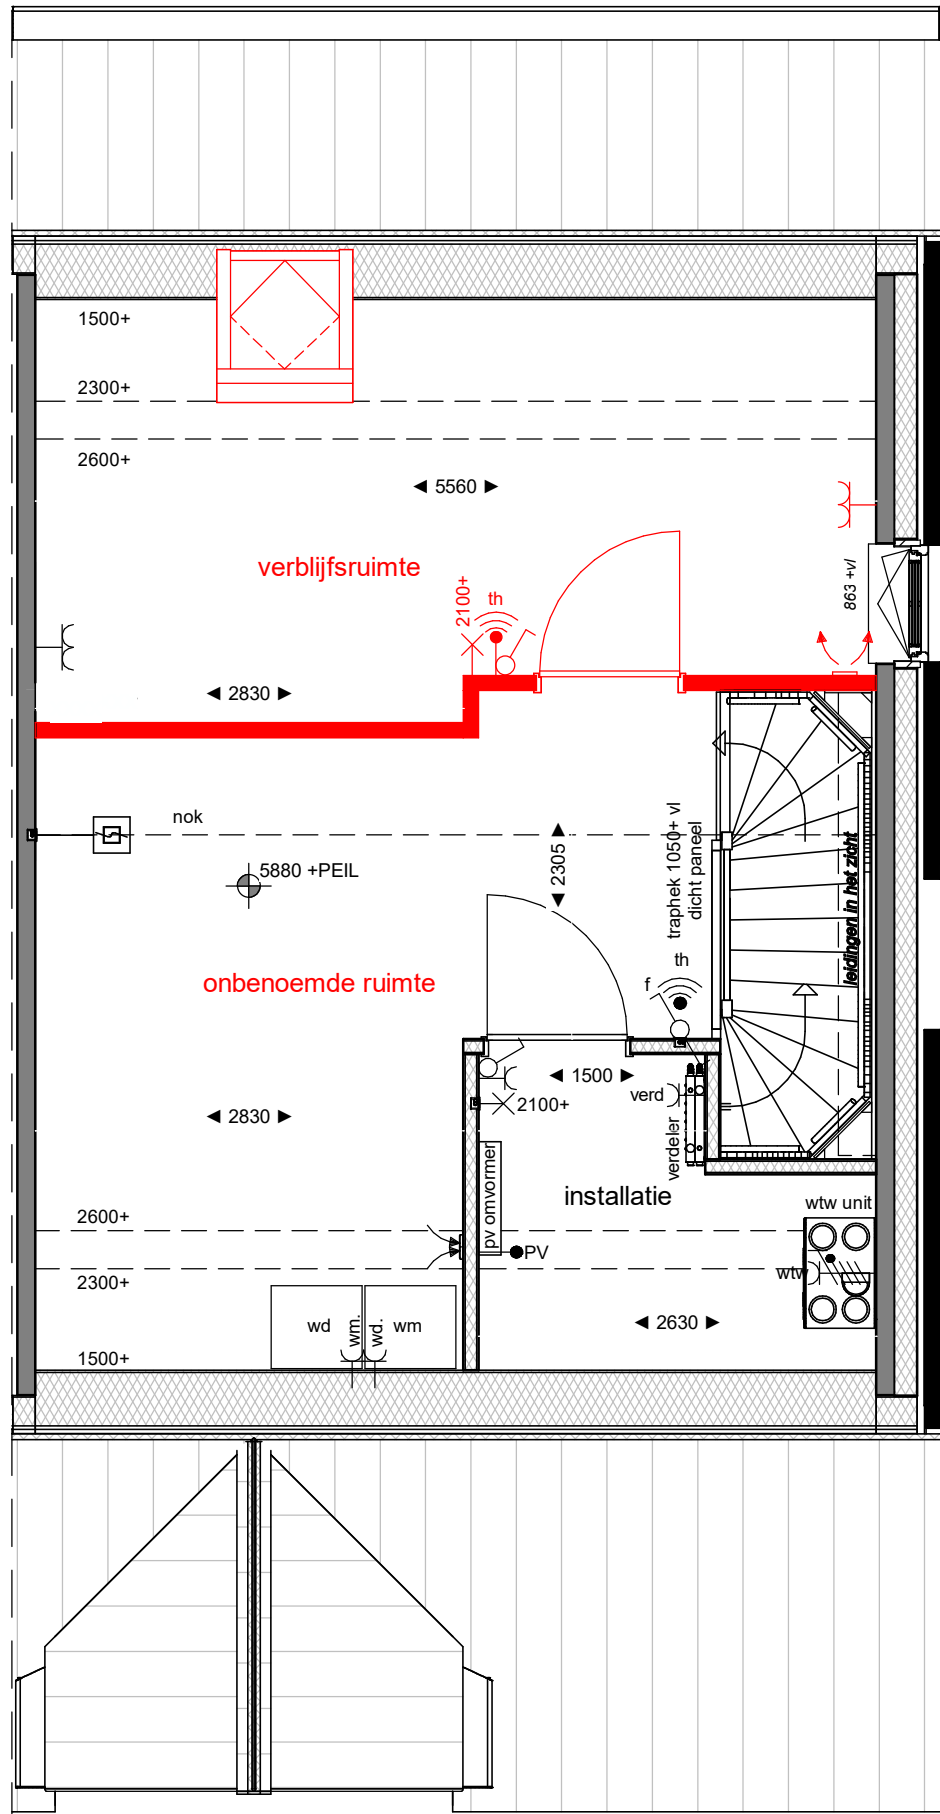 1500+
2300+
2600+
5560
verblijfsruimte
2100+
th
863 +vl
2830
nok
5880 +PEIL
2305
traphek 1050+ vl
dicht paneel
leidingen in het zicht
onbenoemde ruimte
th
f
1500
2100+
verd
verdeler
2830
pv omvormer
installatie
wtw unit
2600+
PV
wtw
2300+
wd
wm.
wd.
wm
2630
1500+